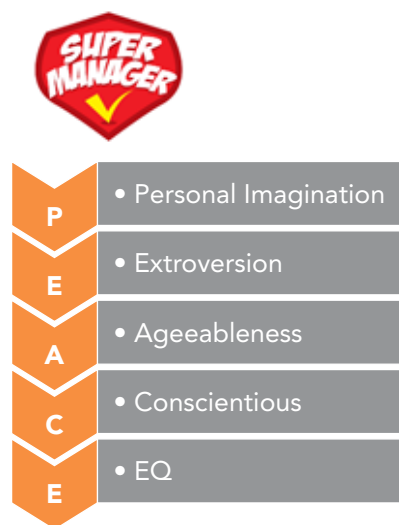 SUPER
MANAGER
P
• Personal Imagination
E
• Extroversion
A
• Ageeableness
C
• Conscientious
E
• EQ